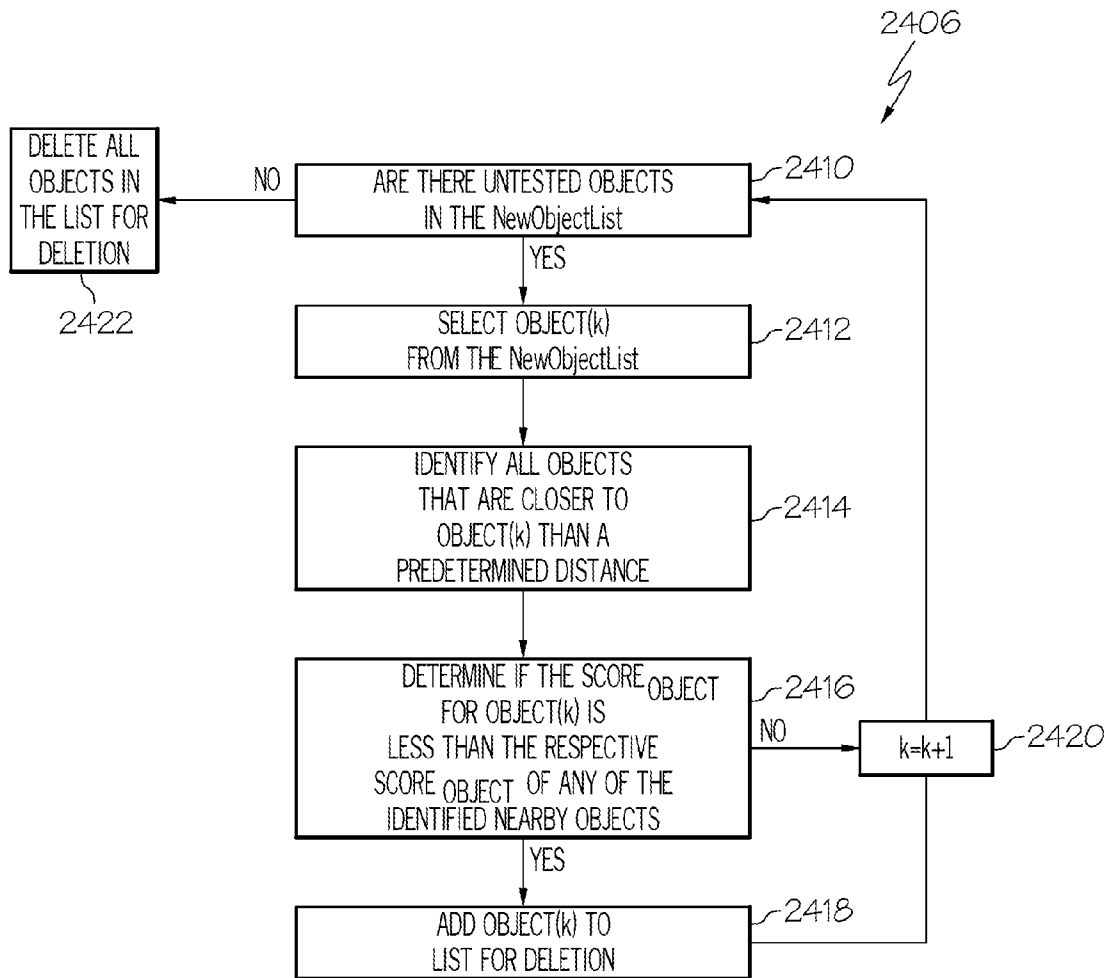 2406
DELETE ALL
OBJECTS IN
THE LIST FOR
DELETION
2422
NO
ARE THERE UNTESTED OBJECTS
IN THE NewObjectList
2410
YES
SELECT OBJECT(k)
FROM THE NewObjectList
2412
IDENTIFY ALL OBJECTS
THAT ARE CLOSER TO
OBJECT(k) THAN A
PREDETERMINED DISTANCE
2414
DETERMINE IF THE SCORE OBJECT
FOR OBJECT(k) IS
LESS THAN THE RESPECTIVE
SCORE OBJECT OF ANY OF THE
IDENTIFIED NEARBY OBJECTS
2416
NO
k=k+1
2420
YES
ADD OBJECT(k) TO
LIST FOR DELETION
2418